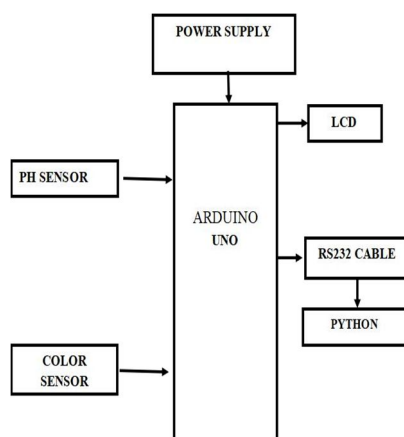 POWER SUPPLY
LCD
PH SENSOR
ARDUINO
UNO
RS232 CABLE
PYTHON
COLOR
SENSOR